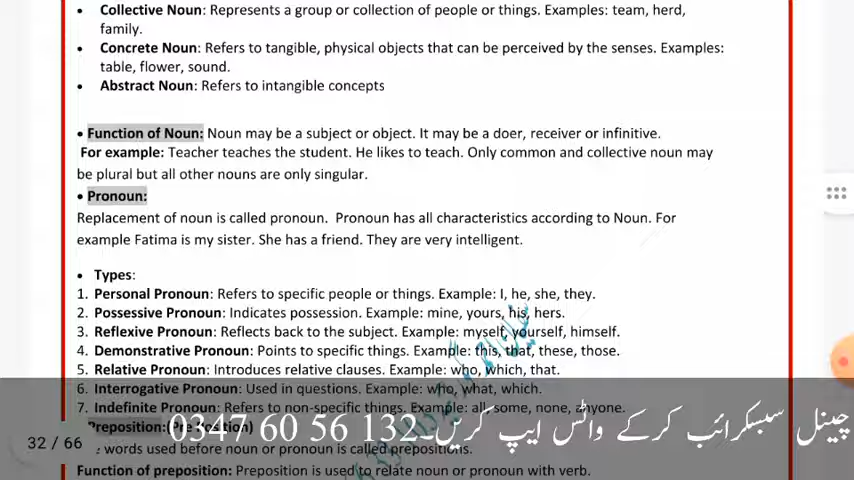 • Collective Noun: Represents a group or collection of people or things. Examples: team, herd,
family.
• Concrete Noun: Refers to tangible, physical objects that can be perceived by the senses. Examples:
table, flower, sound.
• Abstract Noun: Refers to intangible concepts
• Function of Noun: Noun may be a subject or object. It may be a doer, receiver or infinitive.
For example: Teacher teaches the student. He likes to teach. Only common and collective noun may
be plural but all other nouns are only singular.
• Pronoun:
Replacement of noun is called pronoun. Pronoun has all characteristics according to Noun. For
example Fatima is my sister. She has a friend. They are very intelligent.
• Types:
1. Personal Pronoun: Refers to specific people or things. Example: I, he, she, they.
2. Possessive Pronoun: Indicates possession. Example: mine, yours, his, hers.
3. Reflexive Pronoun: Reflects back to the subject. Example: myself, yourself, himself.
4. Demonstrative Pronoun: Points to specific things. Example: this, that, these, those.
5. Relative Pronoun: Introduces relative clauses. Example: who, which, that.
6. Interrogative Pronoun: Used in questions. Example: who, what, which.
7. Indefinite Pronoun: Refers to non-specific things. Example: all, some, none, anyone.
Preposition: (Pre Position)
چینل سبسکرائب کرکے واٹس ایپ کریں۔ 0347 60 56 132
32 / 66
words used before noun or pronoun is called prepositions.
Function of preposition: Preposition is used to relate noun or pronoun with verb.